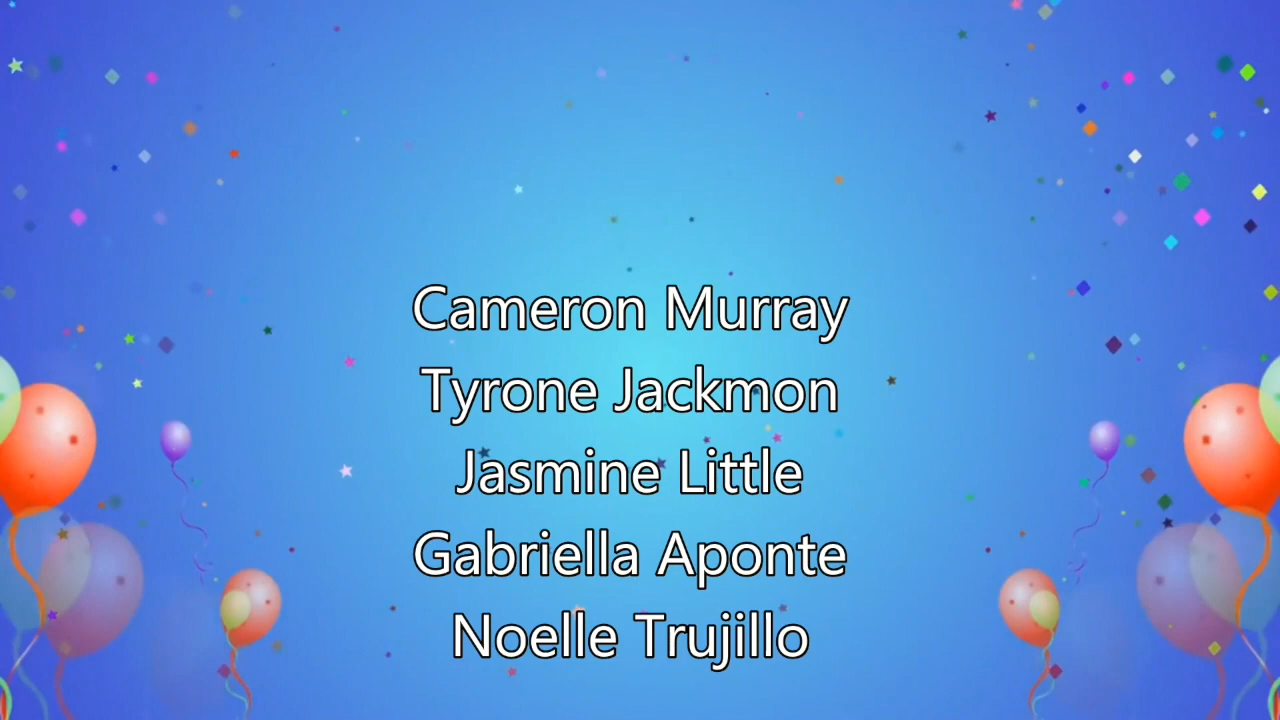 Cameron Murray
Tyrone Jackmon
Jasmine Little
Gabriella Aponte
Noelle Trujillo